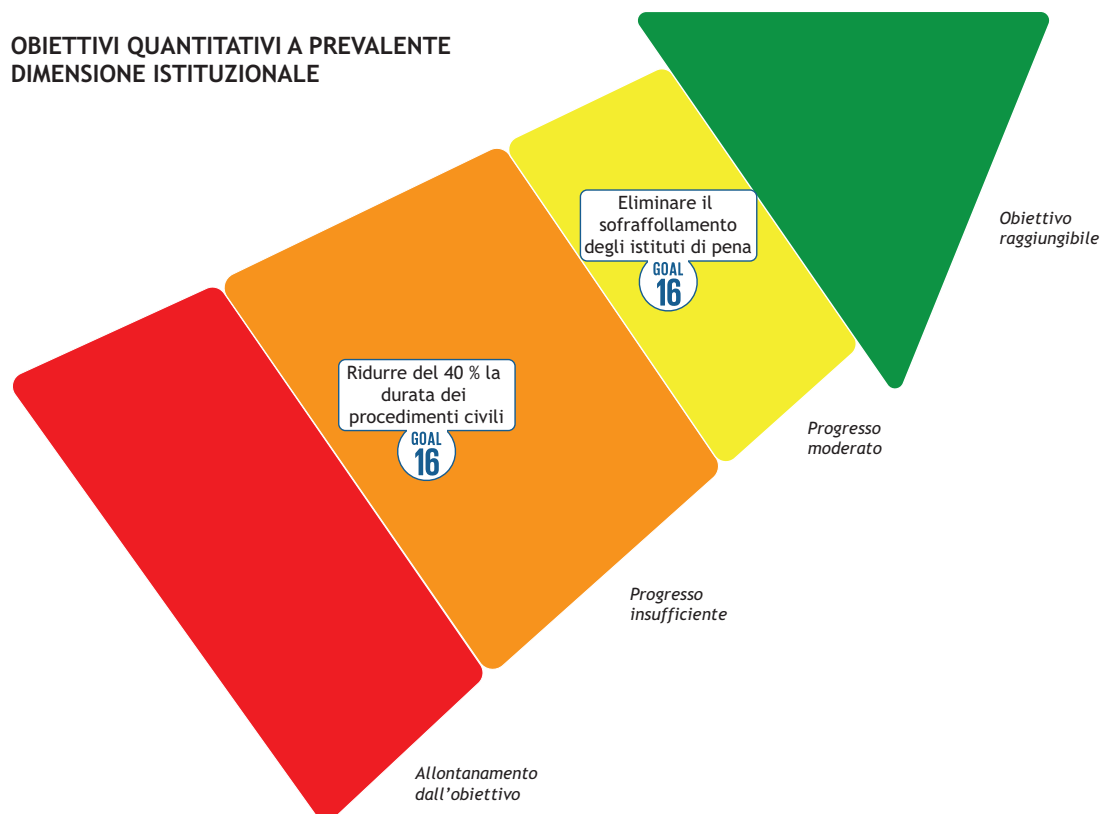 OBIETTIVI QUANTITATIVI A PREVALENTE
DIMENSIONE ISTITUZIONALE
Eliminare il
sofraffollamento
degli istituti di pena
GOAL
16
Obiettivo
raggiungibile
Ridurre del 40 % la
durata dei
procedimenti civili
GOAL
16
Progresso
moderato
Progresso
insufficiente
Allontanamento
dall’obiettivo